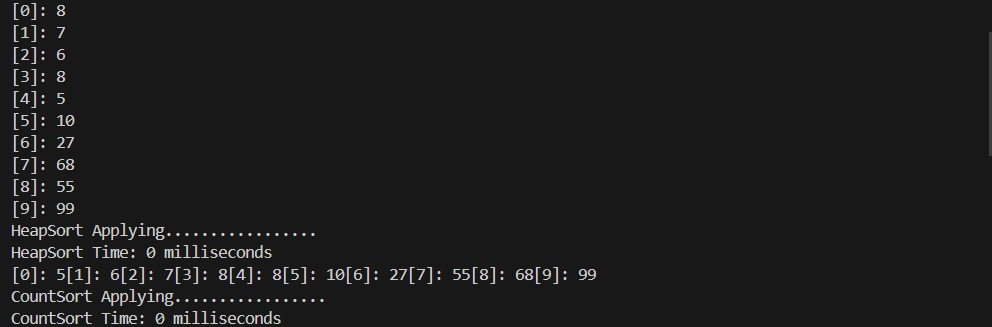 [0]: 8
[1]: 7
[2]: 6
[3]: 8
[4]: 5
[5]: 10
[6]: 27
[7]: 68
[8]: 55
[9]: 99
HeapSort Applying.................
HeapSort Time: 0 milliseconds
[0]: 5[1]: 6[2]: 7[3]: 8[4]: 8[5]: 10[6]: 27[7]: 55[8]: 68[9]: 99
CountSort Applying.................
CountSort Time: 0 milliseconds